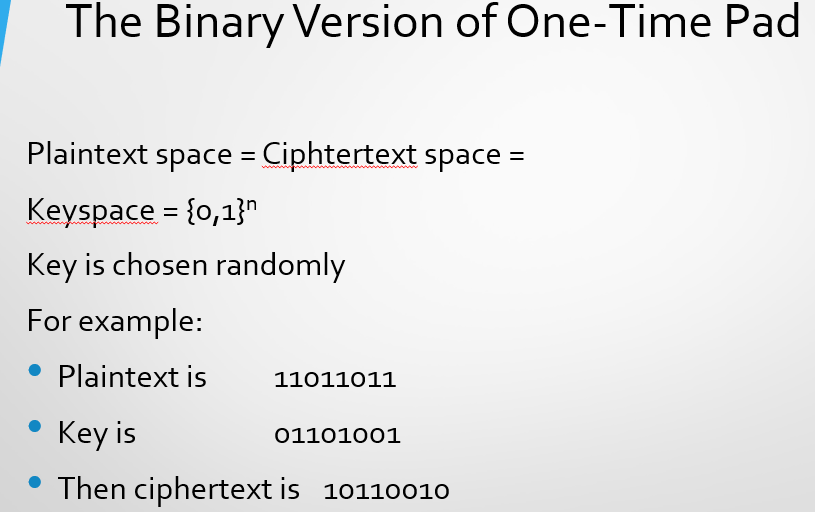 The Binary Version of One-Time Pad
Plaintext space = Ciphtertext space =
Keyspace = {0,1}ⁿ
Key is chosen randomly
For example:
• Plaintext is 11011011
• Key is 01101001
• Then ciphertext is 10110010